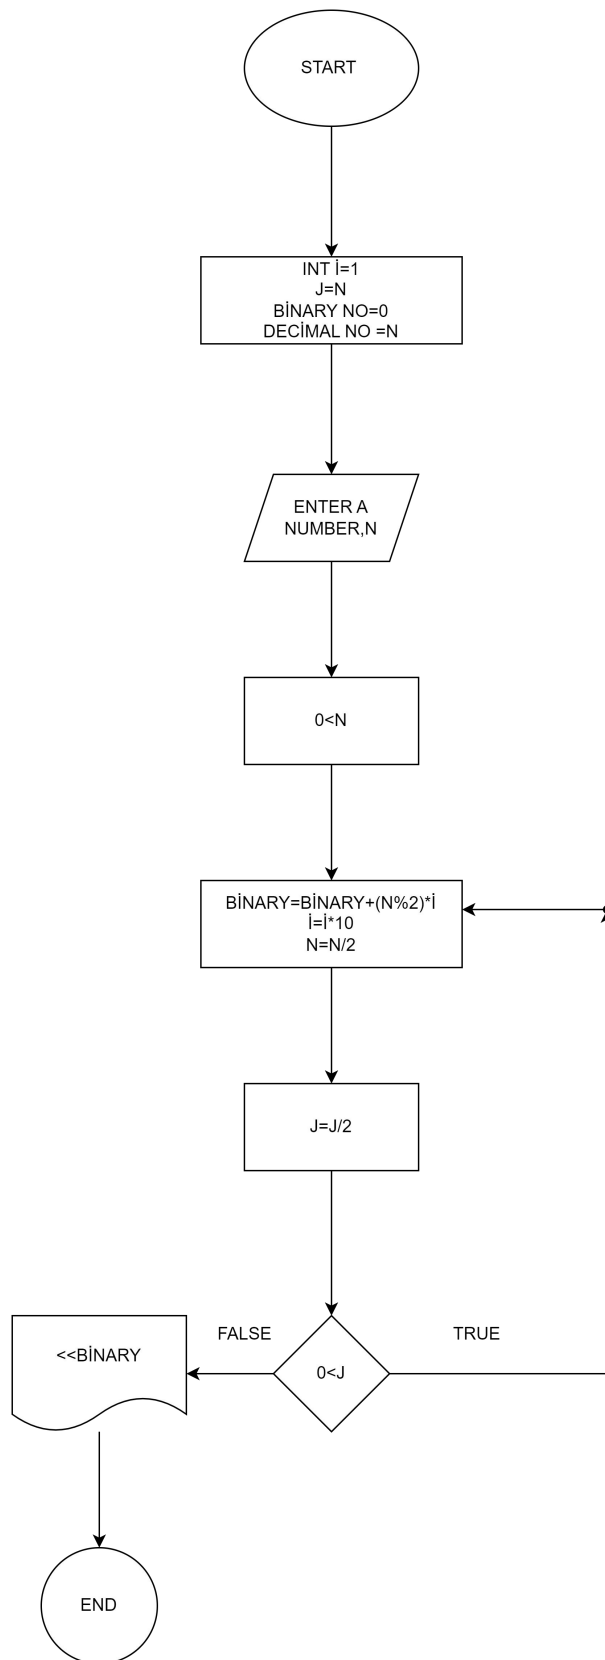 START
INT İ=1
J=N
BİNARY NO=0
DECİMAL NO =N
ENTER A
NUMBER,N
0<N
BİNARY=BİNARY+(N%2)*İ
İ=İ*10
N=N/2
J=J/2
FALSE
TRUE
<<BİNARY
0<J
END